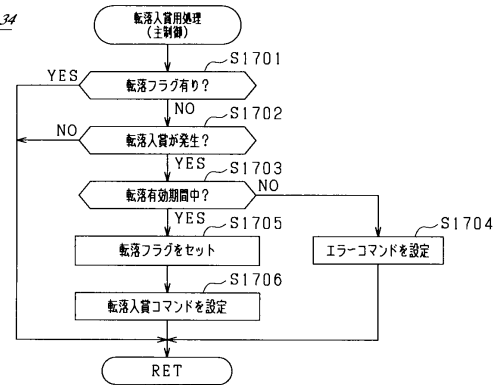 34
転落入賞用処理
(主制御)
S1701
転落フラグ有り?
YES
NO
S1702
転落入賞が発生?
NO
YES
S1703
転落有効期間中?
NO
YES
S1705
転落フラグをセット
S1704
エラーコマンドを設定
S1706
転落入賞コマンドを設定
RET